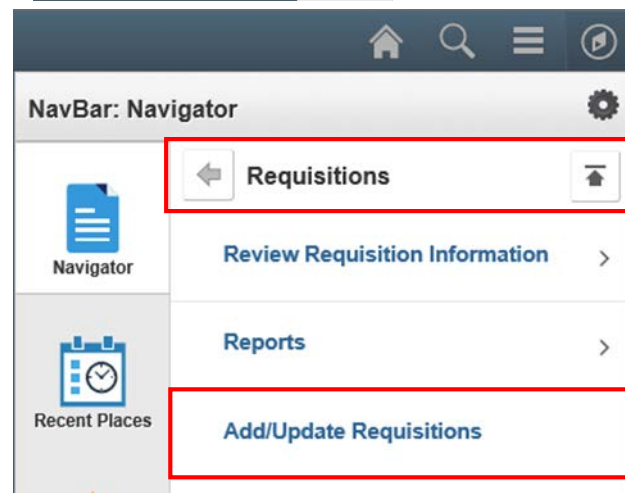 NavBar: Navigator
Requisitions
Navigator
Review Requisition Information
Reports
Recent Places
Add/Update Requisitions